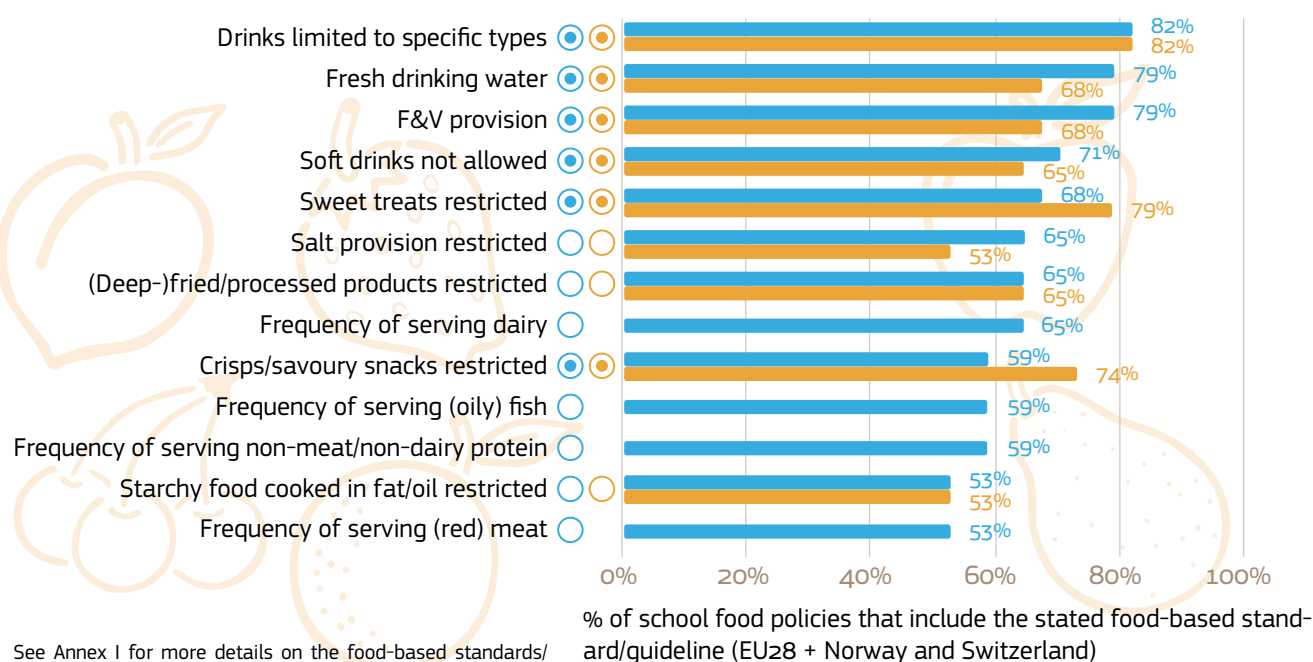 Drinks limited to specific types 82%
82%
Fresh drinking water 79%
68%
F&V provision 79%
68%
Soft drinks not allowed 71%
65%
Sweet treats restricted 68%
79%
Salt provision restricted 65%
53%
(Deep-)fried/processed products restricted 65%
65%
Frequency of serving dairy 65%
Crisps/savoury snacks restricted 59%
74%
Frequency of serving (oily) fish 59%
Frequency of serving non-meat/non-dairy protein 59%
Starchy food cooked in fat/oil restricted 53%
53%
Frequency of serving (red) meat 53%
0% 20% 40% 60% 80% 100%
% of school food policies that include the stated food-based stand-
ard/guideline (EU28 + Norway and Switzerland)
See Annex I for more details on the food-based standards/